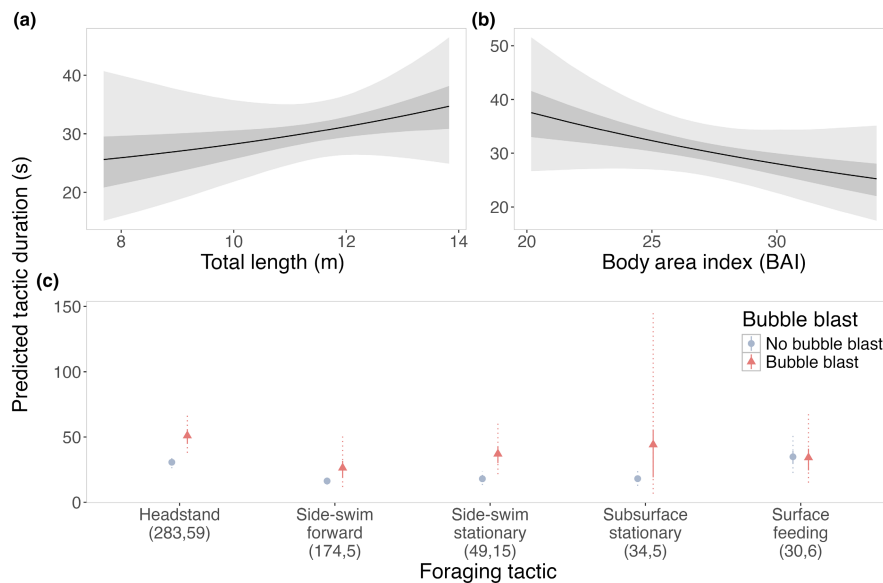 (a)
(b)
40
30
20
8
10
12
14
Total length (m)
50
40
30
20
20
25
30
Body area index (BAI)
Predicted tactic duration (s)
(c)
150
100
50
0
Bubble blast
No bubble blast
Bubble blast
Headstand
(283,59)
Side-swim
forward
(174,5)
Side-swim
stationary
(49,15)
Subsurface
stationary
(34,5)
Surface
feeding
(30,6)
Foraging tactic